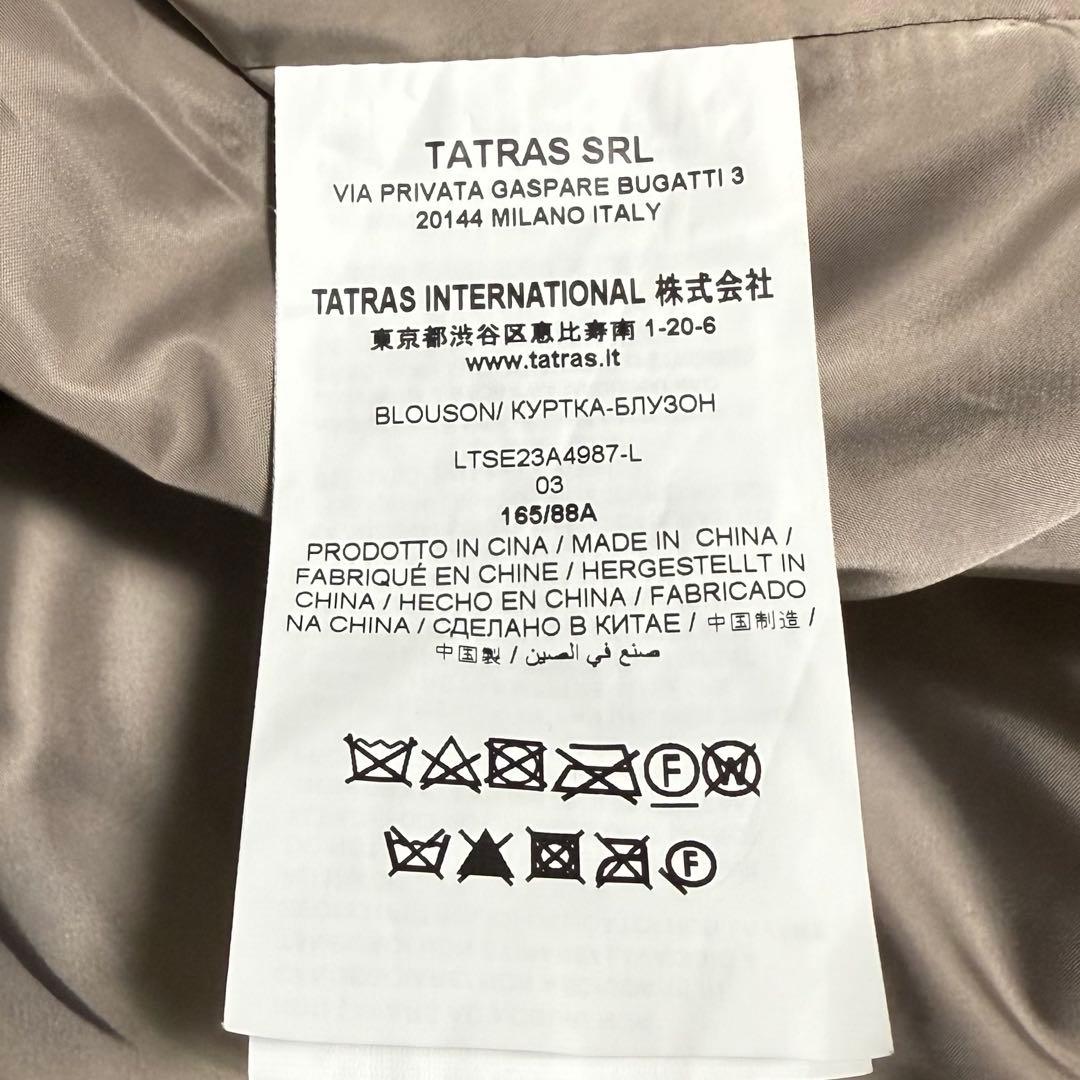 TATRAS SRL
VIA PRIVATA GASPARE BUGATTI 3
20144 MILANO ITALY
TATRAS INTERNATIONAL 株式会社
東京都渋谷区恵比寿南 1-20-6
www.tatras.it
BLOUSON/ КУРТКА-БЛУЗОН
LTSE23A4987-L
03
165/88A
PRODOTTO IN CINA / MADE IN CHINA /
FABRIQUÉ EN CHINE / HERGESTELLT IN
CHINA / HECHO EN CHINA / FABRICADO
NA CHINA / СДЕЛАНО В КИТАЕ / 中国制造 /
中国製 / صنع في الصين
F W
F